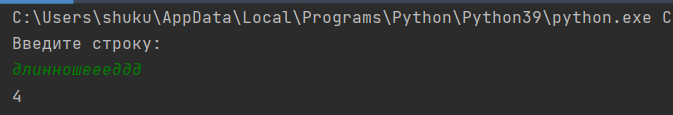 C:\Users\shuku\AppData\Local\Programs\Python\Python39\python.exe C
Введите строку:
длинношеееддд
4